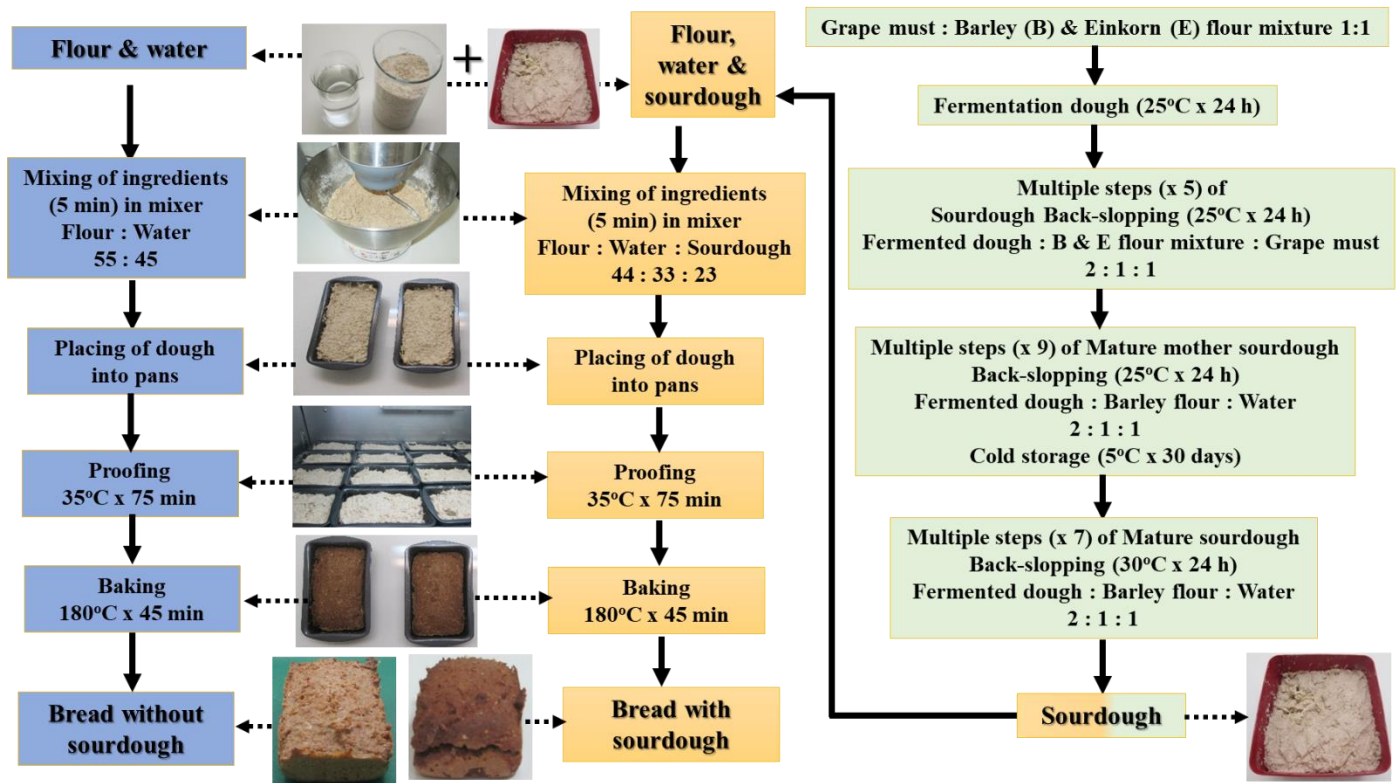 Flour & water
Mixing of ingredients
(5 min) in mixer
Flour : Water
55 : 45
Placing of dough
into pans
Proofing
35°C x 75 min
Baking
180°C x 45 min
Bread without
sourdough
+
Flour,
water &
sourdough
Mixing of ingredients
(5 min) in mixer
Flour : Water : Sourdough
44 : 33 : 23
Placing of dough
into pans
Proofing
35°C x 75 min
Baking
180°C x 45 min
Bread with
sourdough
Grape must : Barley (B) & Einkorn (E) flour mixture 1:1
Fermentation dough (25°C x 24 h)
Multiple steps (x 5) of
Sourdough Back-slopping (25°C x 24 h)
Fermented dough : B & E flour mixture : Grape must
2 : 1 : 1
Multiple steps (x 9) of Mature mother sourdough
Back-slopping (25°C x 24 h)
Fermented dough : Barley flour : Water
2 : 1 : 1
Cold storage (5°C x 30 days)
Multiple steps (x 7) of Mature sourdough
Back-slopping (30°C x 24 h)
Fermented dough : Barley flour : Water
2 : 1 : 1
Sourdough